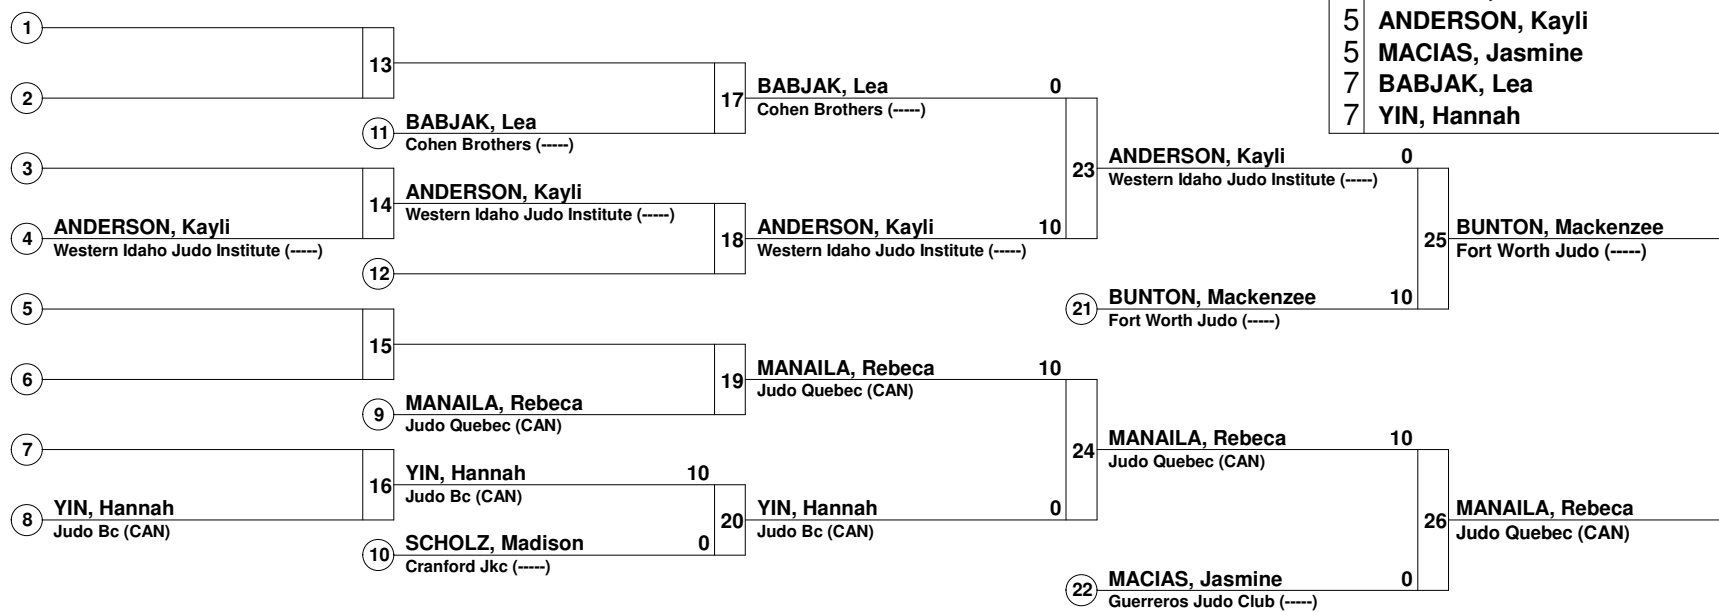 1
13
2
17
BABJAK, Lea 0
Cohen Brothers (-----)
11
BABJAK, Lea
Cohen Brothers (-----)
3
14
ANDERSON, Kayli
Western Idaho Judo Institute (-----)
4
ANDERSON, Kayli
Western Idaho Judo Institute (-----)
18
ANDERSON, Kayli 10
Western Idaho Judo Institute (-----)
12
23
ANDERSON, Kayli 0
Western Idaho Judo Institute (-----)
21
BUNTON, Mackenzee 10
Fort Worth Judo (-----)
25
BUNTON, Mackenzee
Fort Worth Judo (-----)
5
15
6
19
MANAILA, Rebeca 10
Judo Quebec (CAN)
9
MANAILA, Rebeca
Judo Quebec (CAN)
7
16
YIN, Hannah 10
Judo Bc (CAN)
8
YIN, Hannah
Judo Bc (CAN)
20
YIN, Hannah 0
Judo Bc (CAN)
10
SCHOLZ, Madison 0
Cranford Jkc (-----)
24
MANAILA, Rebeca 10
Judo Quebec (CAN)
22
MACIAS, Jasmine 0
Guerreros Judo Club (-----)
26
MANAILA, Rebeca
Judo Quebec (CAN)
5 ANDERSON, Kayli
5 MACIAS, Jasmine
7 BABJAK, Lea
7 YIN, Hannah